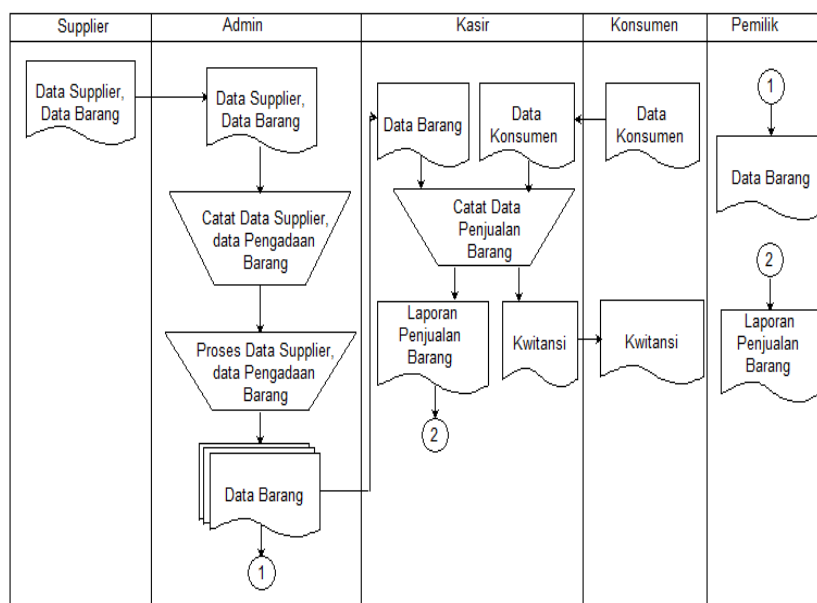 Supplier
Admin
Kasir
Konsumen
Pemilik
Data Supplier,
Data Barang
Data Supplier,
Data Barang
Catat Data Supplier,
data Pengadaan
Barang
Proses Data Supplier,
data Pengadaan
Barang
Data Barang
1
Data Barang
Data
Konsumen
Catat Data
Penjualan
Barang
Laporan
Penjualan
Barang
Kwitansi
2
Data
Konsumen
Kwitansi
1
Data Barang
2
Laporan
Penjualan
Barang